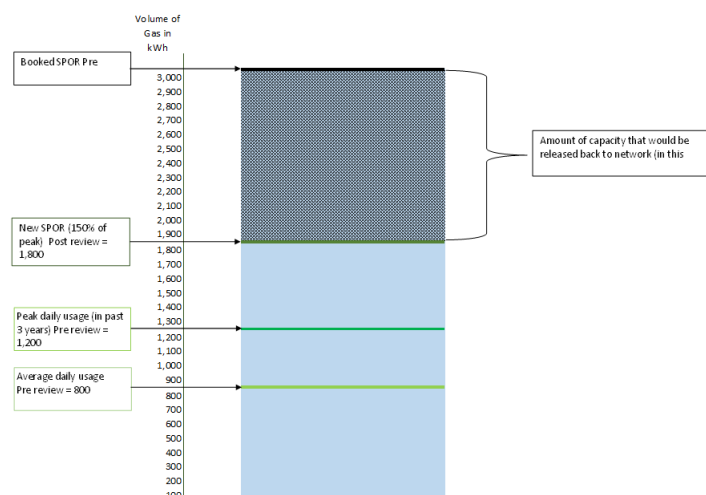 Volume of
Gas in
kWh
Booked SPOR Pre
3,000
2,900
2,800
2,700
2,600
2,500
2,400
2,300
2,200
2,100
2,000
1,900
1,800
1,700
1,600
1,500
1,400
1,300
1,200
1,100
1,000
900
800
700
600
500
400
300
200
100
Amount of capacity that would be
released back to network (in this
New SPOR (150% of
peak) Post review =
1,800
Peak daily usage (in past
3 years) Pre review =
1,200
Average daily usage
Pre review = 800